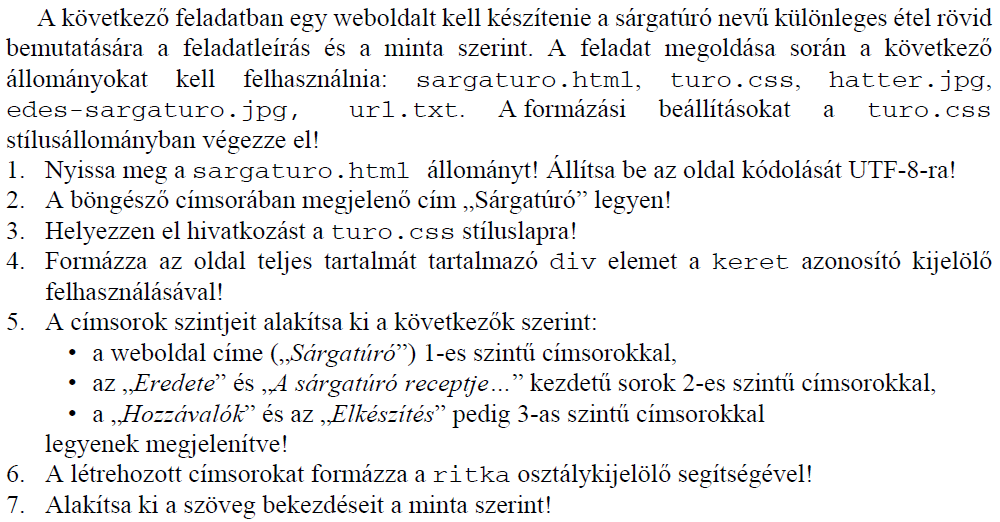 A következő feladatban egy weboldalt kell készítenie a sárgatúró nevű különleges étel rövid
bemutatására a feladatleírás és a minta szerint. A feladat megoldása során a következő
állományokat kell felhasználnia: sargaturo.html, turo.css, hatter.jpg,
edes-sargaturo.jpg, url.txt. A formázási beállításokat a turo.css
stílusállományban végezze el!
1. Nyissa meg a sargaturo.html állományt! Állítsa be az oldal kódolását UTF-8-ra!
2. A böngésző címsorában megjelenő cím „Sárgatúró” legyen!
3. Helyezzen el hivatkozást a turo.css stíluslapra!
4. Formázza az oldal teljes tartalmát tartalmazó div elemet a keret azonosító kijelölő
felhasználásával!
5. A címsorok szintjeit alakítsa ki a következők szerint:
• a weboldal címe („Sárgatúró”) 1-es szintű címsorokkal,
• az „Eredete” és „A sárgatúró receptje…” kezdetű sorok 2-es szintű címsorokkal,
• a „Hozzávalók” és az „Elkészítés” pedig 3-as szintű címsorokkal
legyenek megjelenítve!
6. A létrehozott címsorokat formázza a ritka osztálykijelölő segítségével!
7. Alakítsa ki a szöveg bekezdéseit a minta szerint!